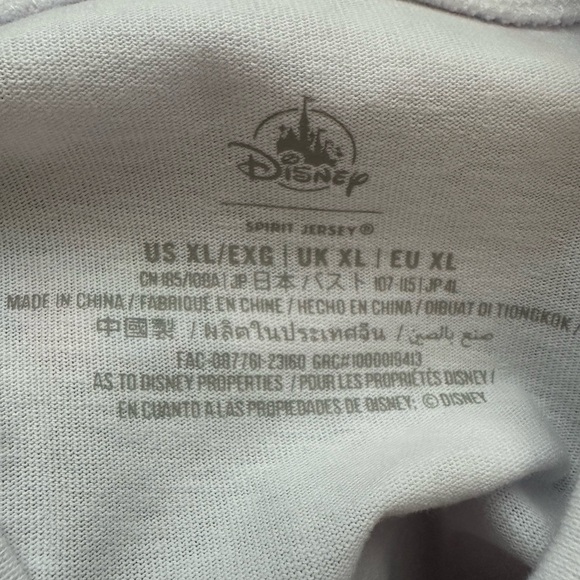 Disney
SPIRIT JERSEY®
US XL/EXG | UK XL | EU XL
CN 185/108A | JP 日本 バスト 107-115 | JP 4L
MADE IN CHINA / FABRIQUÉ EN CHINE / HECHO EN CHINA / DIBUAT DI TIONGKOK /
中國製 / ผลิตในประเทศจีน / صنع بالصين /
FAC-087761-23160 GRC#1000019413
AS TO DISNEY PROPERTIES / POUR LES PROPRIÉTÉS DISNEY /
EN CUANTO A LAS PROPIEDADES DE DISNEY: © DISNEY